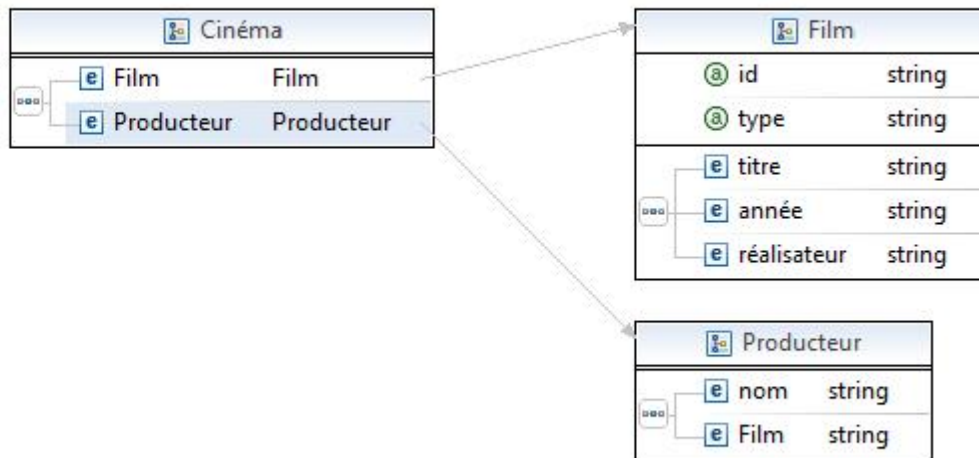 Cinéma
e Film Film
e Producteur Producteur
Film
a id string
a type string
e titre string
e année string
e réalisateur string
Producteur
e nom string
e Film string